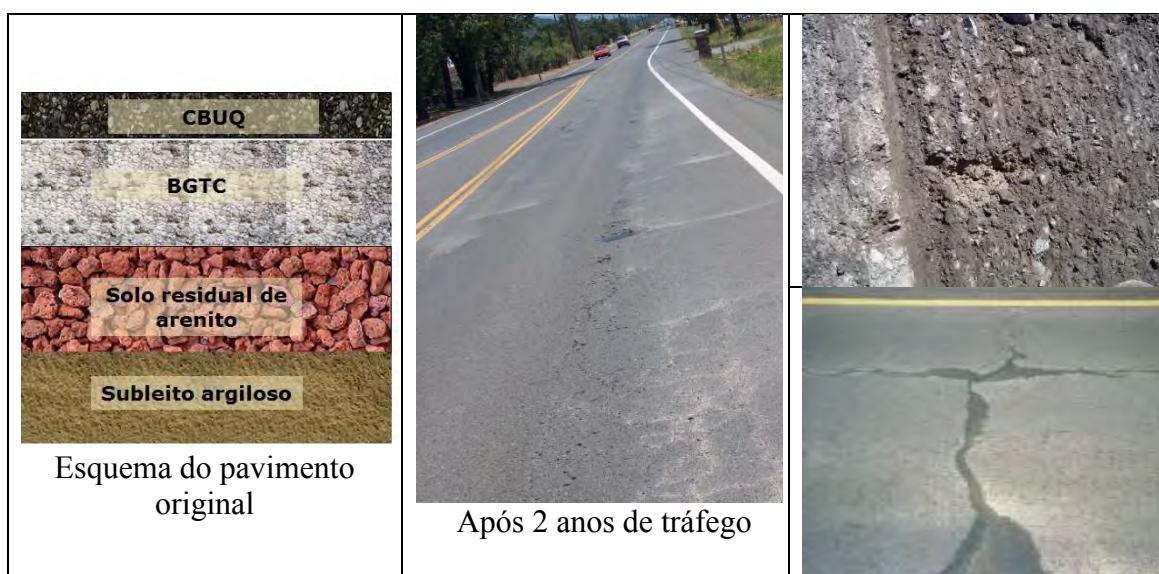 CBUQ
BGTC
Solo residual de
arenito
Subleito argiloso
Esquema do pavimento
original
Após 2 anos de tráfego